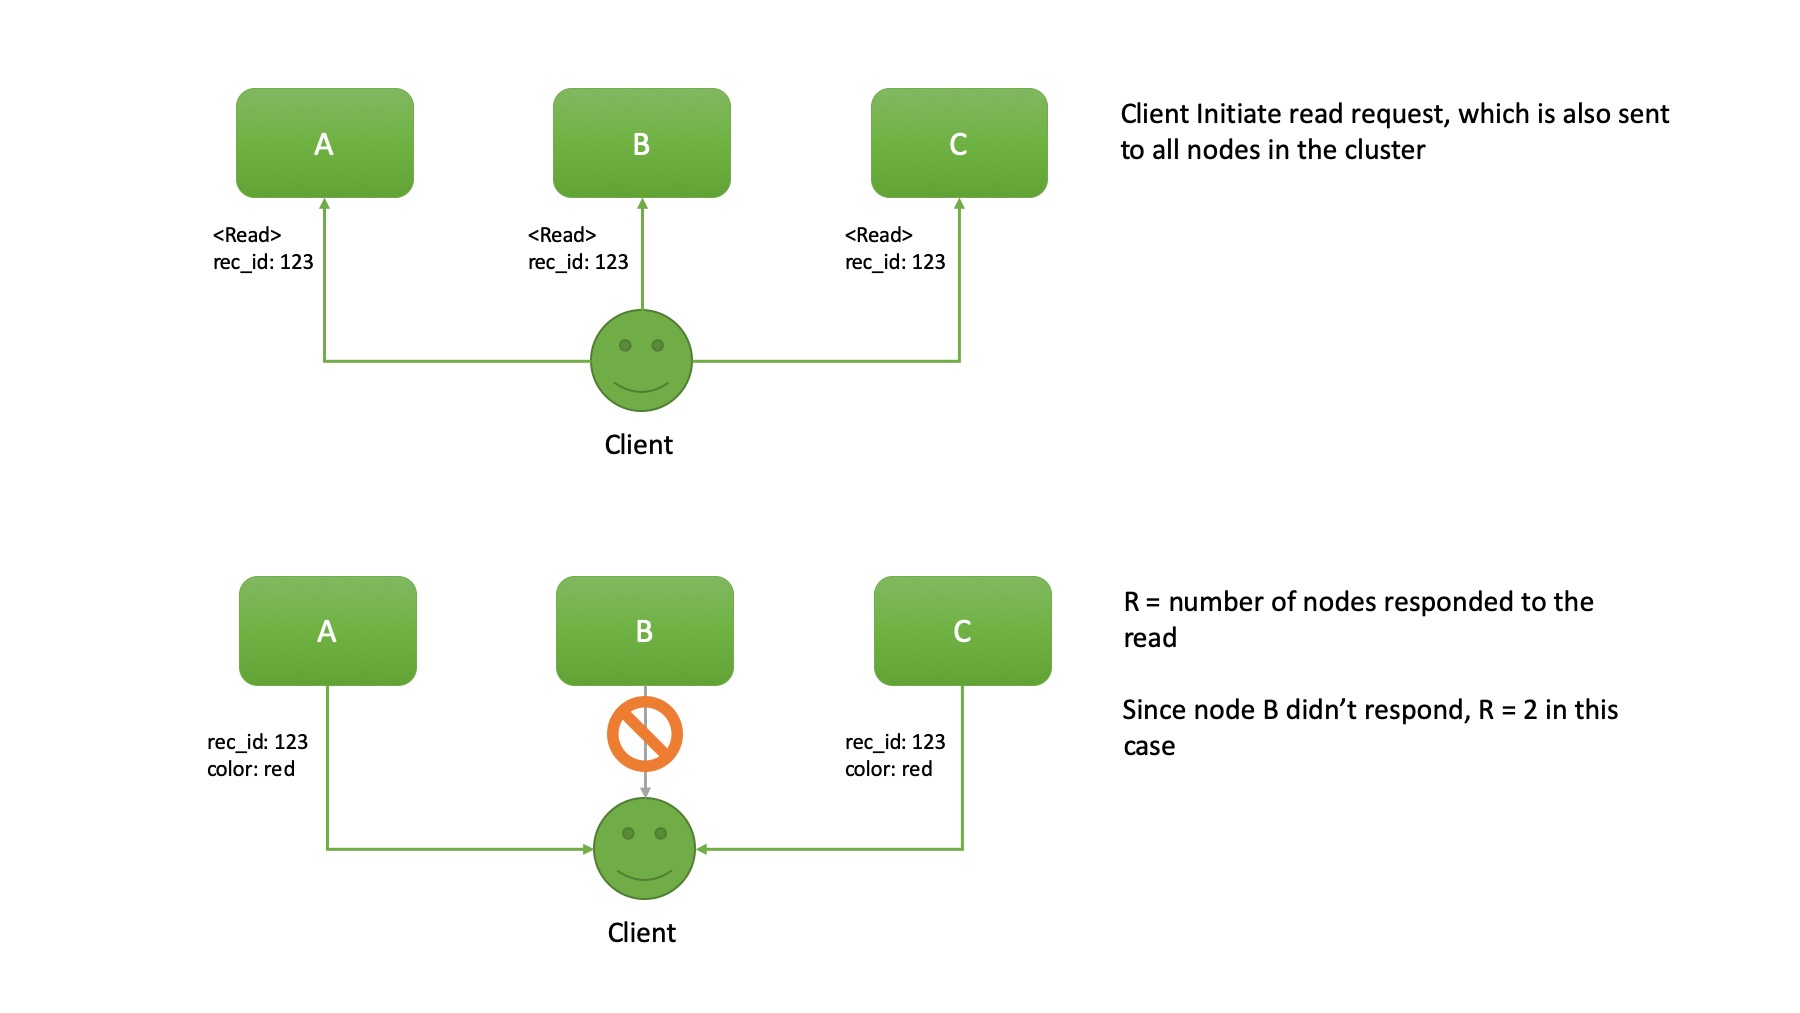 A
B
C
Client Initiate read request, which is also sent
to all nodes in the cluster
<Read>
rec_id: 123
<Read>
rec_id: 123
<Read>
rec_id: 123
Client
A
B
C
R = number of nodes responded to the
read
Since node B didn’t respond, R = 2 in this
case
rec_id: 123
color: red
rec_id: 123
color: red
Client